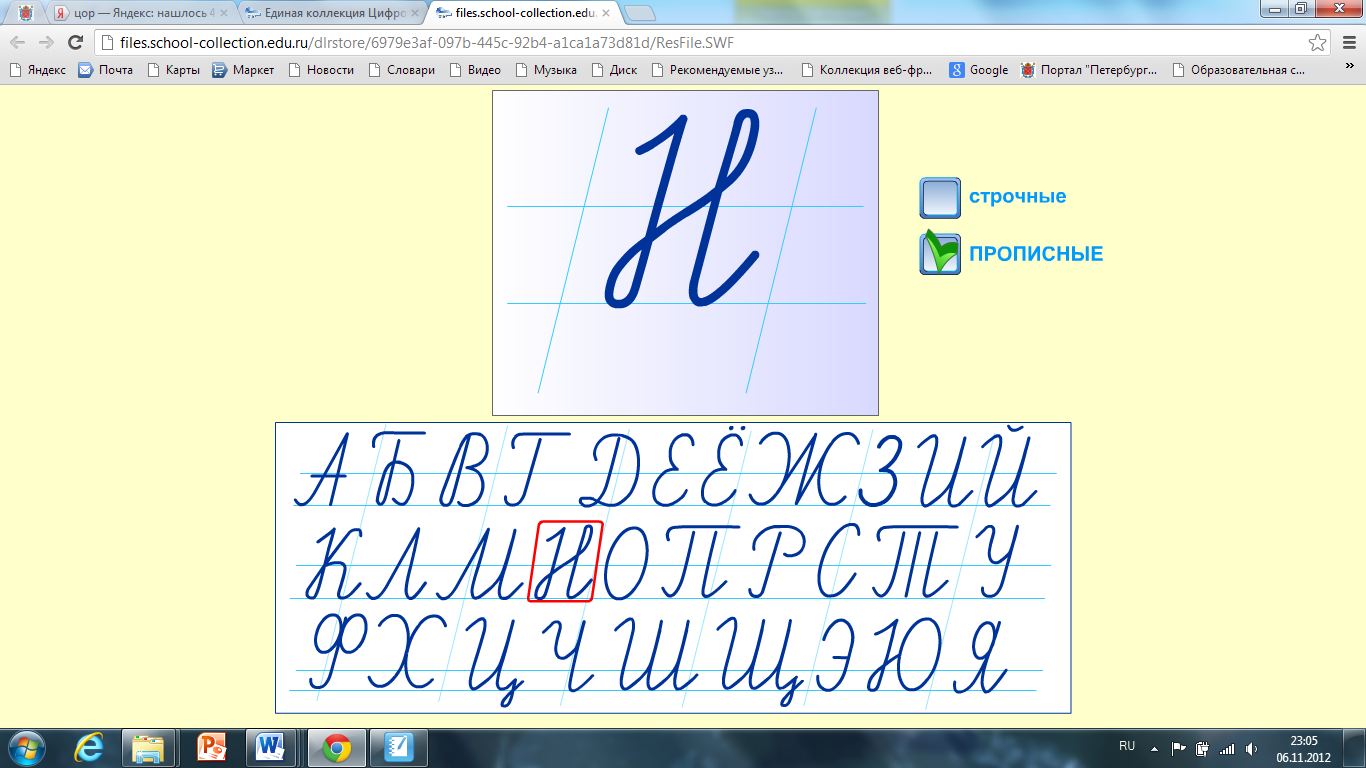 цор — Яндекс: нашлось 4
Единая коллекция Цифро
files.school-collection.edu.
files.school-collection.edu.ru/dlrstore/6979e3af-097b-445c-92b4-a1ca1a73d81d/ResFile.SWF
Яндекс Почта Карты Маркет Новости Словари Видео Музыка Диск Рекомендуемые уз... Коллекция веб-фр... Google Портал "Петербург... Образовательная с... »
Н
строчные
ПРОПИСНЫЕ
А Б В Г Д Е Ё Ж З И Й
К Л М Н О П Р С Т У
Ф Х Ц Ч Ш Щ Э Ю Я
RU
23:05
06.11.2012